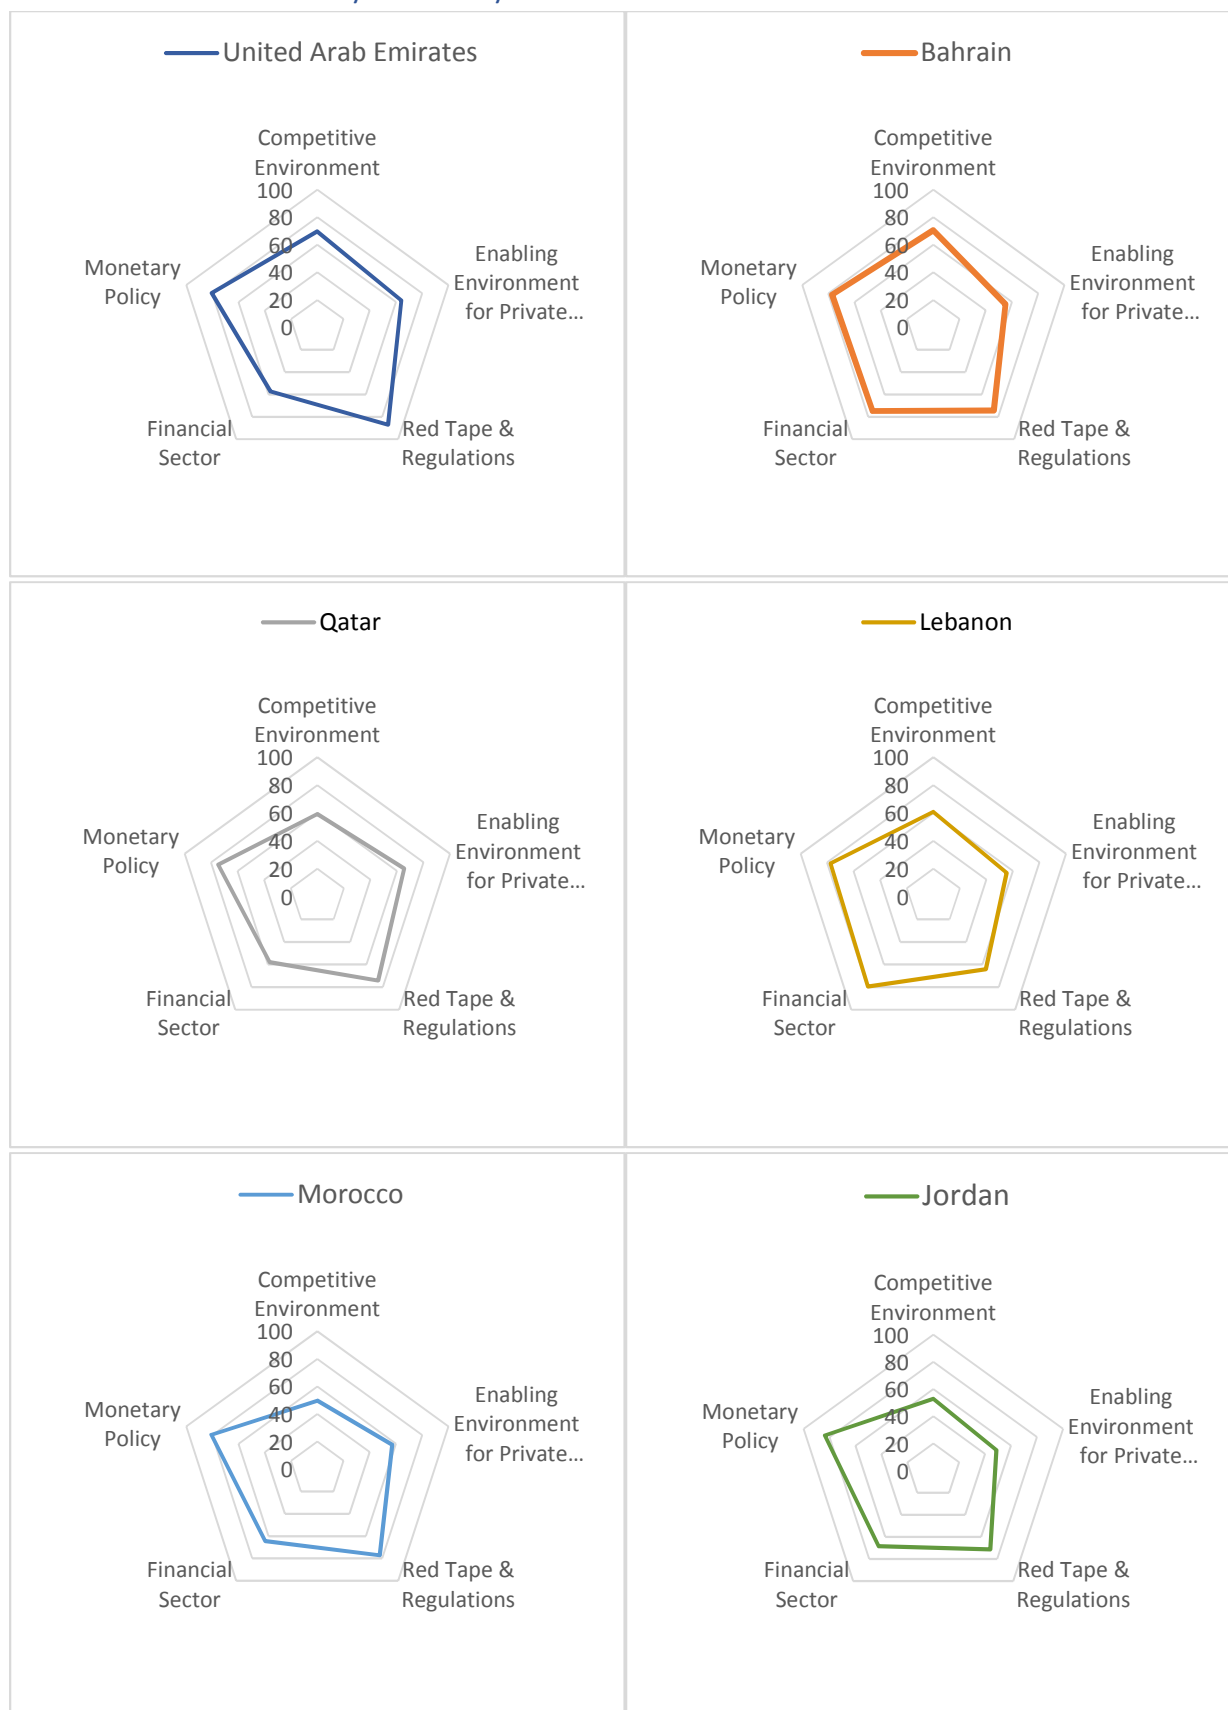 United Arab Emirates
Competitive
Environment
100
80
60
40
20
0
Enabling
Environment
for Private...
Red Tape &
Regulations
Financial
Sector
Monetary
Policy
Bahrain
Competitive
Environment
100
80
60
40
20
0
Enabling
Environment
for Private...
Red Tape &
Regulations
Financial
Sector
Monetary
Policy
Qatar
Competitive
Environment
100
80
60
40
20
0
Enabling
Environment
for Private...
Red Tape &
Regulations
Financial
Sector
Monetary
Policy
Lebanon
Competitive
Environment
100
80
60
40
20
0
Enabling
Environment
for Private...
Red Tape &
Regulations
Financial
Sector
Monetary
Policy
Morocco
Competitive
Environment
100
80
60
40
20
0
Enabling
Environment
for Private...
Red Tape &
Regulations
Financial
Sector
Monetary
Policy
Jordan
Competitive
Environment
100
80
60
40
20
0
Enabling
Environment
for Private...
Red Tape &
Regulations
Financial
Sector
Monetary
Policy